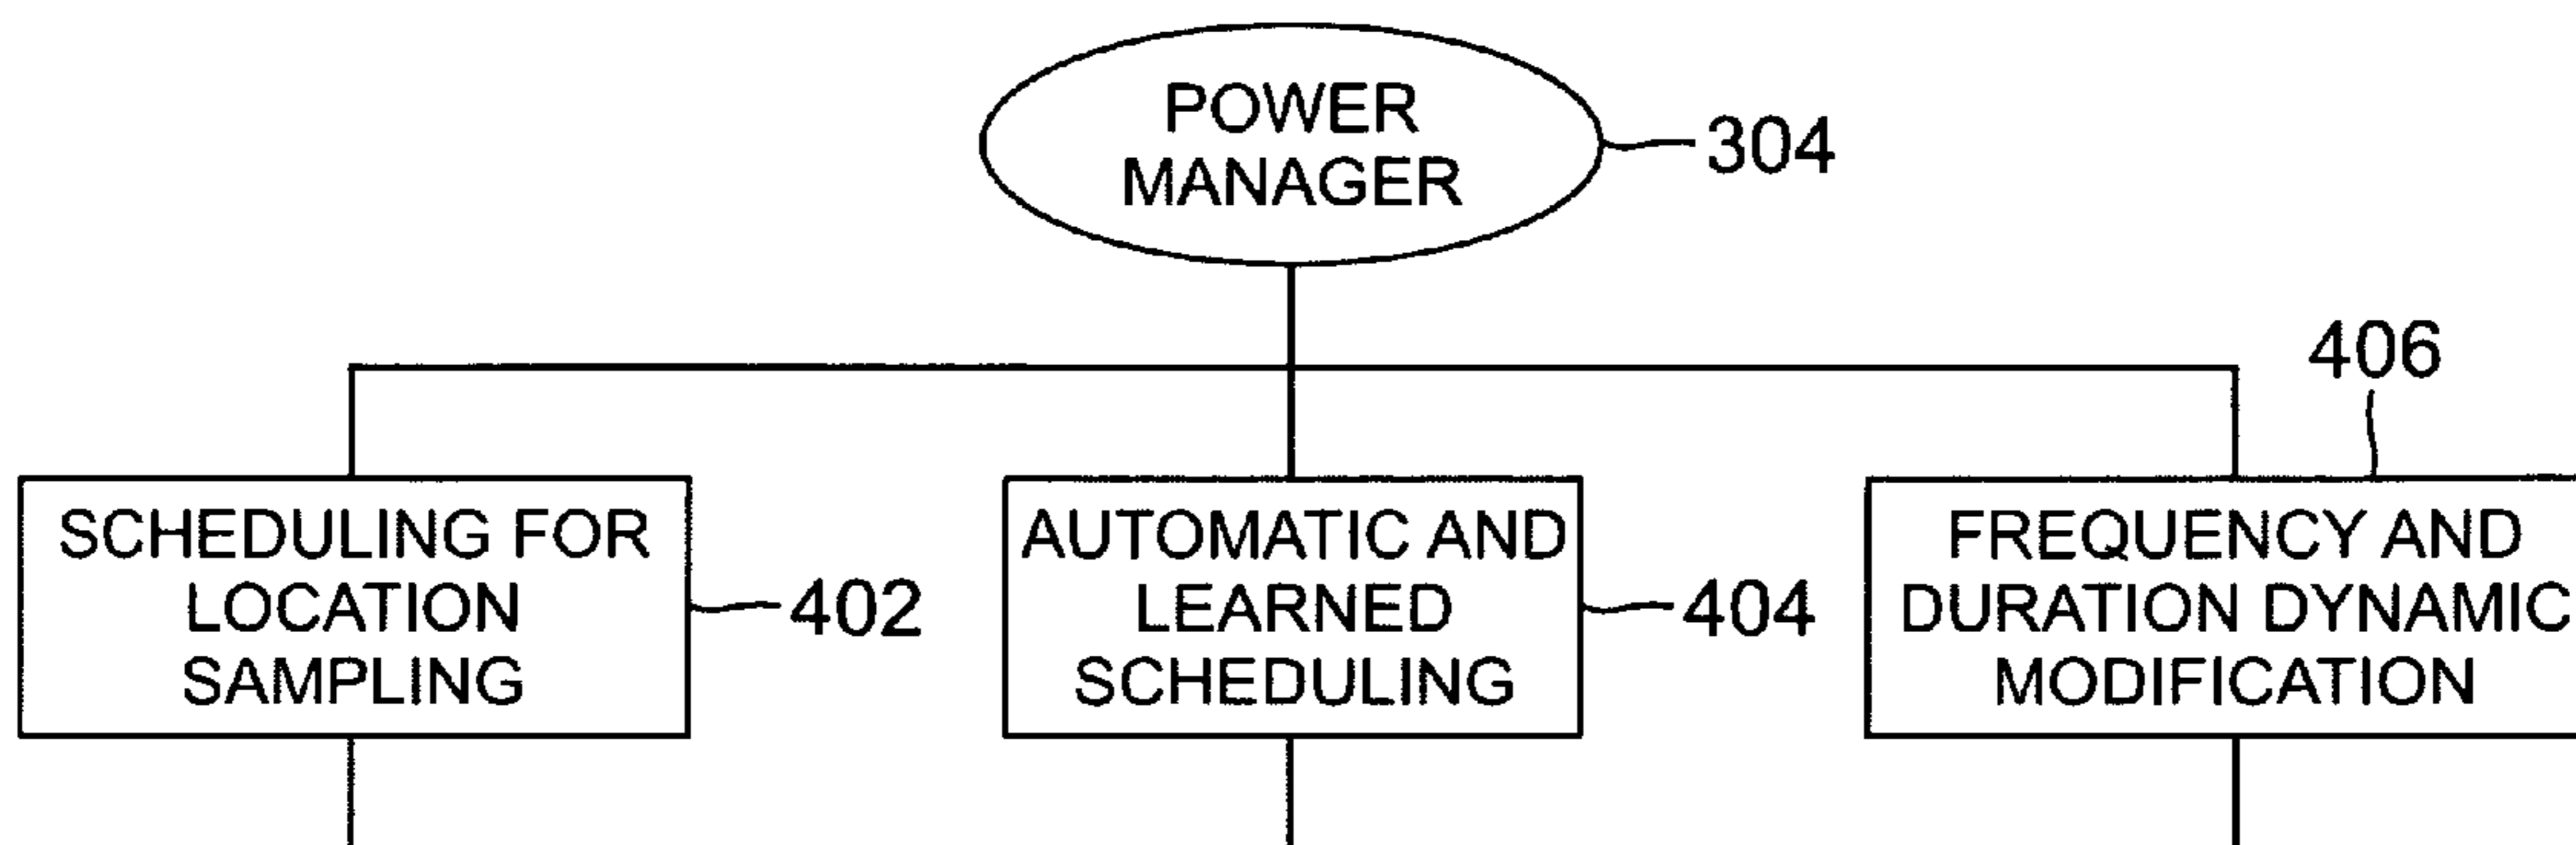 POWER
MANAGER
304
406
SCHEDULING FOR
LOCATION
SAMPLING
402
AUTOMATIC AND
LEARNED
SCHEDULING
404
FREQUENCY AND
DURATION DYNAMIC
MODIFICATION